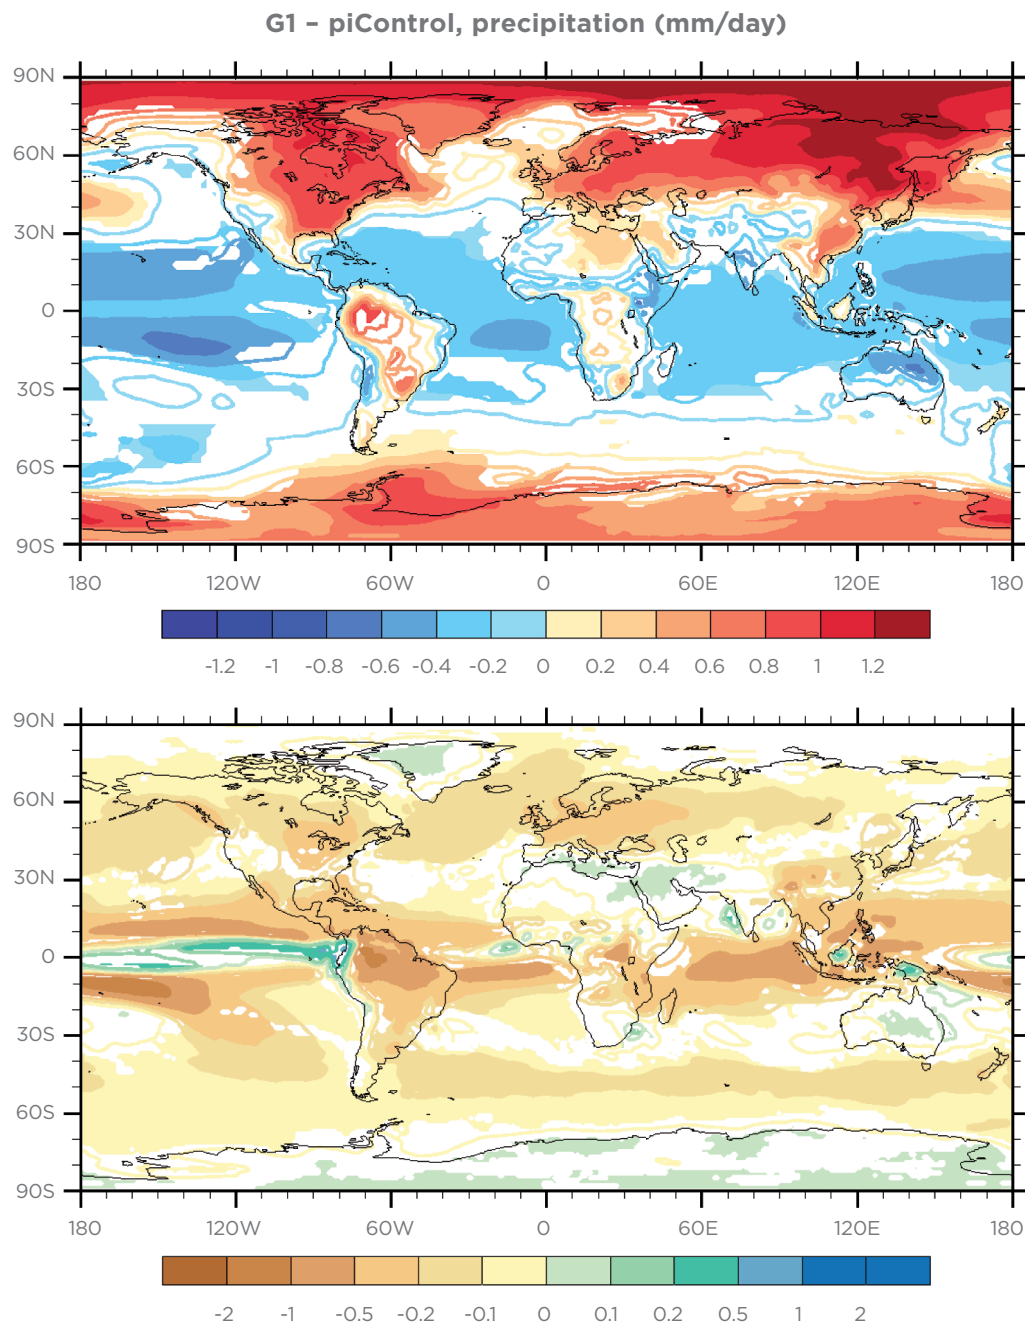 G1 – piControl, precipitation (mm/day)
90N
60N
30N
0
30S
60S
90S
180 120W 60W 0 60E 120E 180
-1.2 -1 -0.8 -0.6 -0.4 -0.2 0 0.2 0.4 0.6 0.8 1 1.2
90N
60N
30N
0
30S
60S
90S
180 120W 60W 0 60E 120E 180
-2 -1 -0.5 -0.2 -0.1 0 0.1 0.2 0.5 1 2